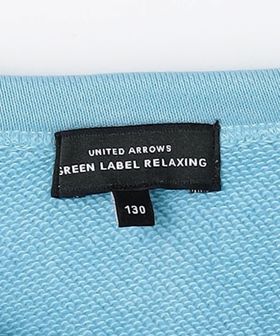 UNITED ARROWS
GREEN LABEL RELAXING
130